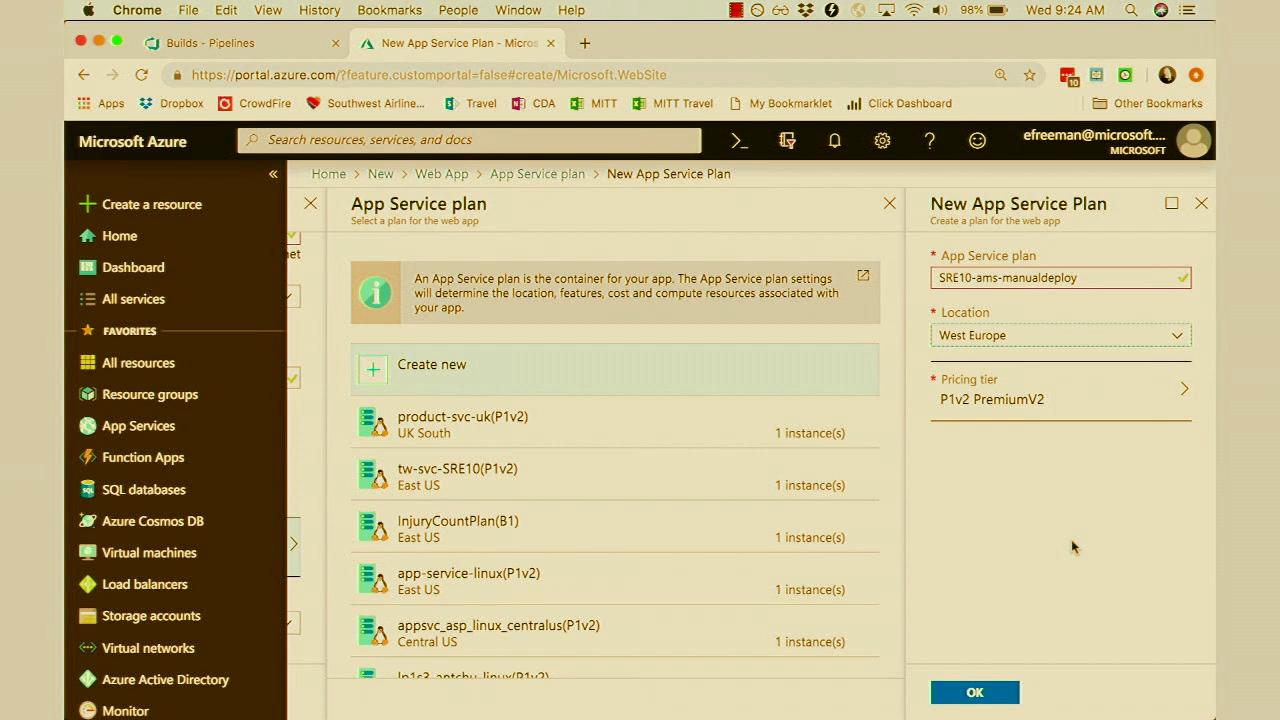 Chrome File Edit View History Bookmarks People Window Help 98% Wed 9:24 AM
Builds - Pipelines
New App Service Plan - Micros
https://portal.azure.com/?feature.customportal=false#create/Microsoft.WebSite
10
Apps Dropbox CrowdFire Southwest Airline... Travel CDA MITT MITT Travel My Bookmarklet Click Dashboard Other Bookmarks
Microsoft Azure
Search resources, services, and docs
efreeman@microsoft....
MICROSOFT
Home > New > Web App > App Service plan > New App Service Plan
Create a resource
Home
Dashboard
All services
FAVORITES
All resources
Resource groups
App Services
Function Apps
SQL databases
Azure Cosmos DB
Virtual machines
Load balancers
Storage accounts
Virtual networks
Azure Active Directory
Monitor
net
App Service plan
Select a plan for the web app
An App Service plan is the container for your app. The App Service plan settings
will determine the location, features, cost and compute resources associated with
your app.
Create new
product-svc-uk(P1v2)
UK South 1 instance(s)
tw-svc-SRE10(P1v2)
East US 1 instance(s)
InjuryCountPlan(B1)
East US 1 instance(s)
app-service-linux(P1v2)
East US 1 instance(s)
appsvc_asp_linux_centralus(P1v2)
Central US 1 instance(s)
New App Service Plan
Create a plan for the web app
* App Service plan
SRE10-ams-manualdeploy
* Location
West Europe
* Pricing tier
P1v2 PremiumV2
OK